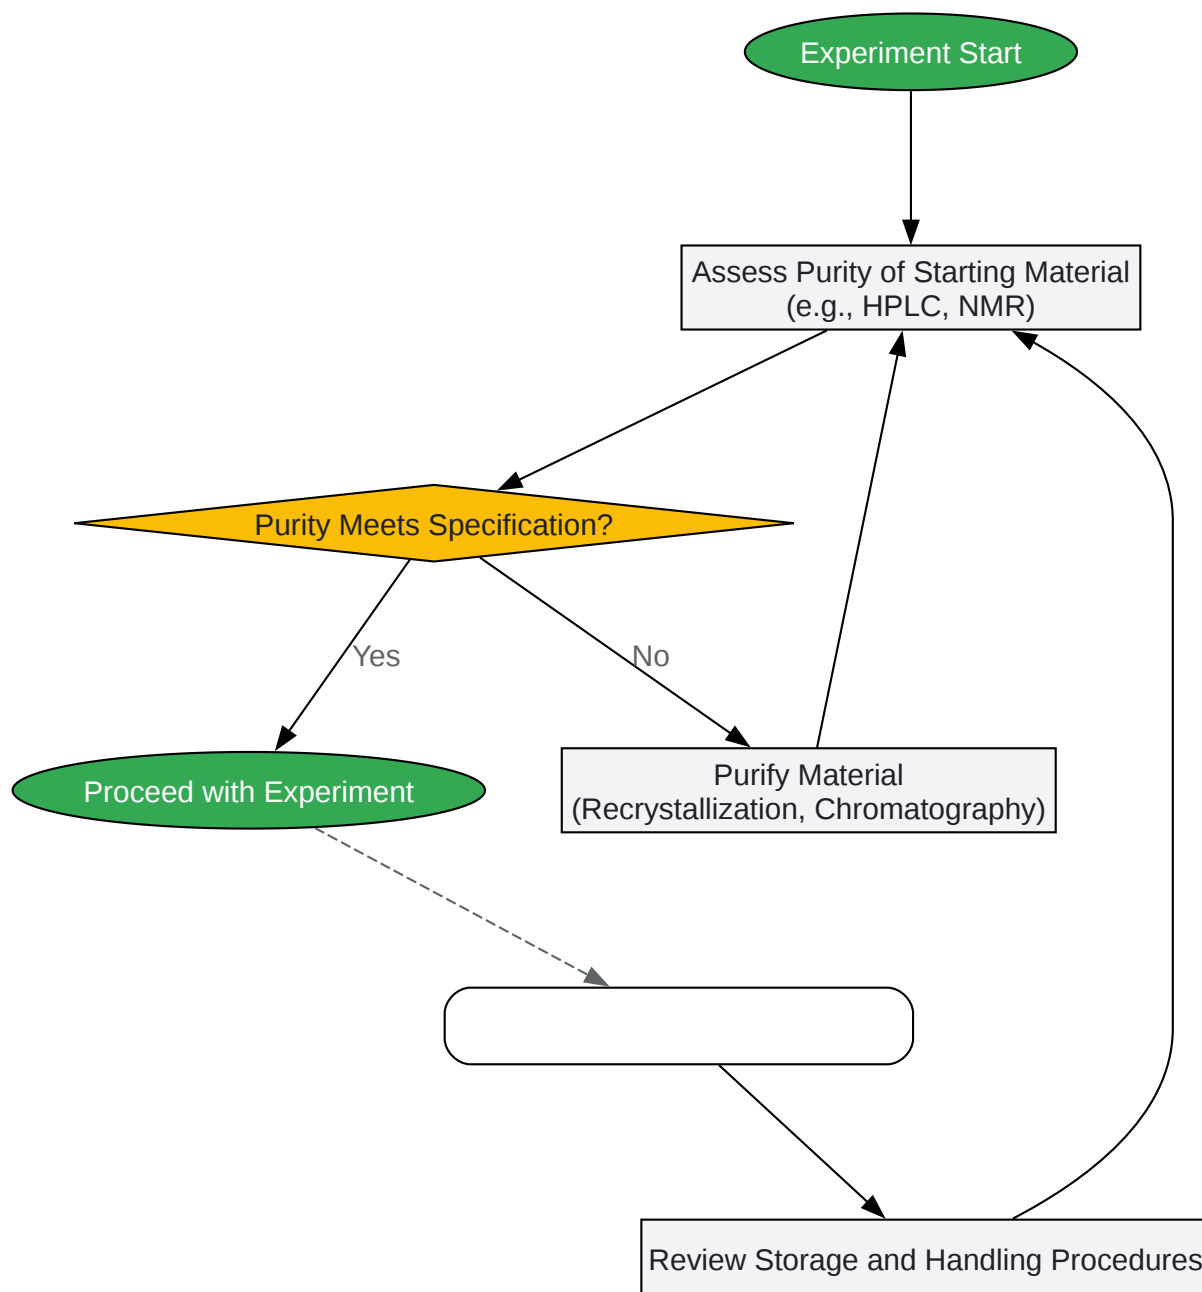 Experiment Start
Assess Purity of Starting Material
(e.g., HPLC, NMR)
Purity Meets Specification?
Yes
No
Proceed with Experiment
Purify Material
(Recrystallization, Chromatography)
Review Storage and Handling Procedures